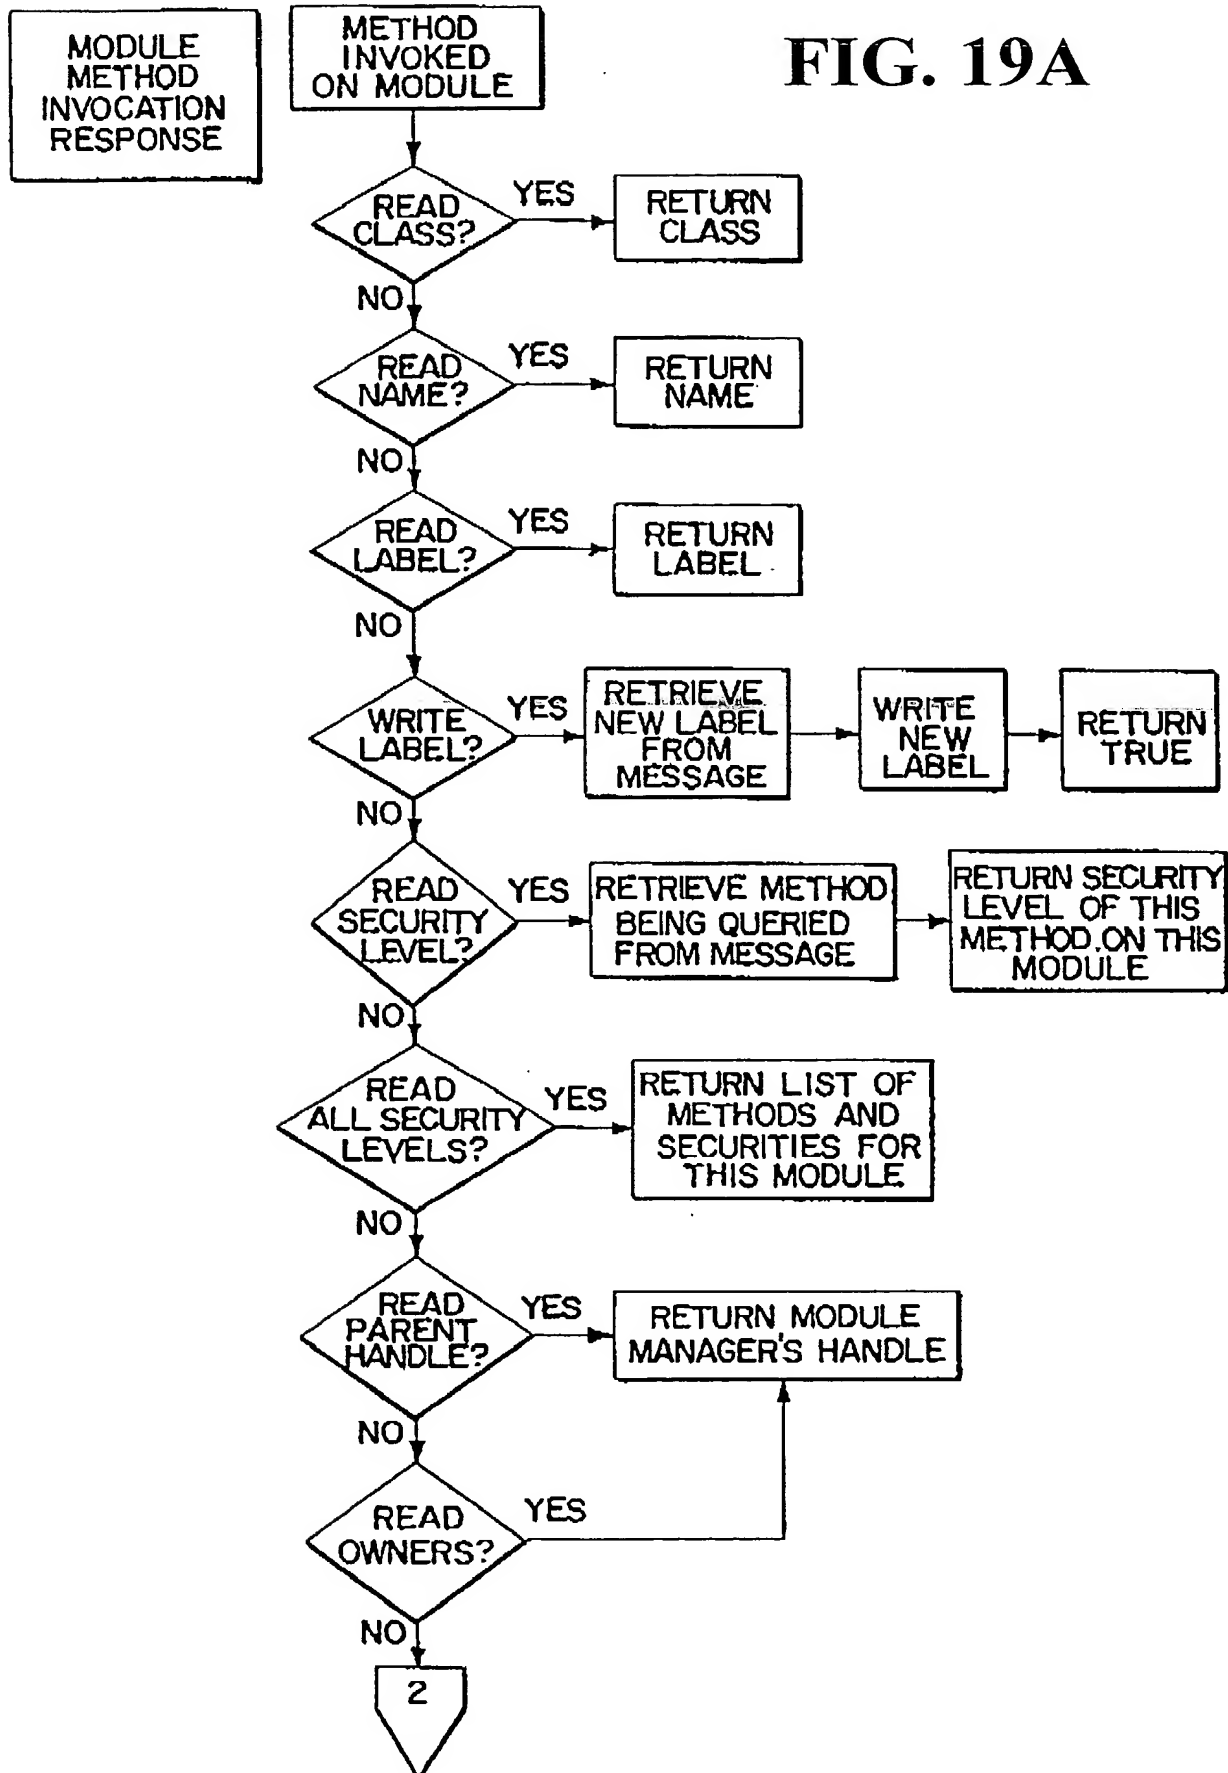 MODULE
METHOD
INVOCATION
RESPONSE
METHOD
INVOKED
ON MODULE
FIG. 19A
READ
CLASS?
YES
RETURN
CLASS
NO
READ
NAME?
YES
RETURN
NAME
NO
READ
LABEL?
YES
RETURN
LABEL
NO
WRITE
LABEL?
YES
RETRIEVE
NEW LABEL
FROM
MESSAGE
WRITE
NEW
LABEL
RETURN
TRUE
NO
READ
SECURITY
LEVEL?
YES
RETRIEVE METHOD
BEING QUERIED
FROM MESSAGE
RETURN SECURITY
LEVEL OF THIS
METHOD.ON THIS
MODULE
NO
READ
ALL SECURITY
LEVELS?
YES
RETURN LIST OF
METHODS AND
SECURITIES FOR
THIS MODULE
NO
READ
PARENT
HANDLE?
YES
RETURN MODULE
MANAGER'S HANDLE
NO
READ
OWNERS?
YES
NO
2